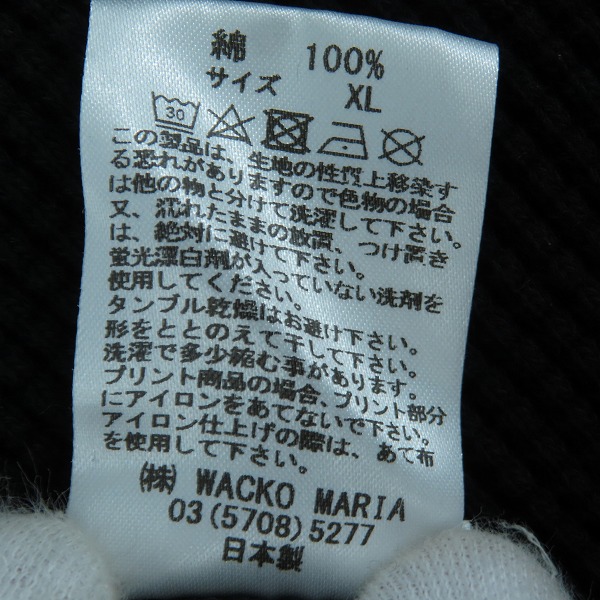 綿 100%
サイズ XL
30
この製品は、生地の性質上移染す
る恐れがありますので色物の場合
は他の物と分けて洗濯して下さい。
又、濡れたままの放置、つけ置き
は、絶対に避けて下さい。
蛍光漂白剤が入っていない洗剤を
使用してください。
タンブル乾燥はお避け下さい。
形をととのえて干して下さい。
洗濯で多少縮む事があります。
プリント商品の場合、プリント部分
にアイロンをあてないで下さい。
アイロン仕上げの際は、あて布
を使用して下さい。
㈱ WACKO MARIA
03(5708)5277
日本製